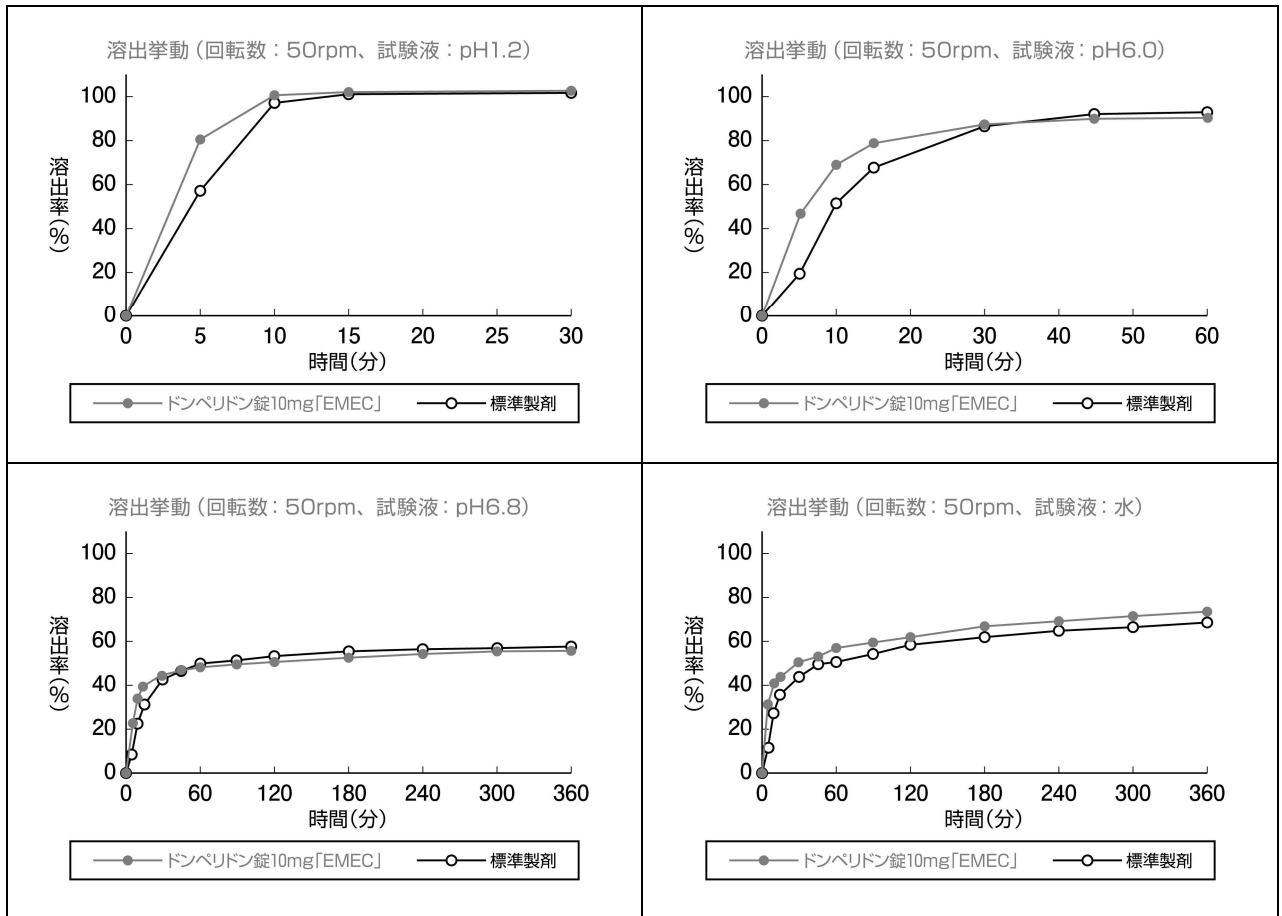 溶出挙動（回転数：50rpm、試験液：pH1.2）
100
80
60
40
20
0
溶出率(%)
0 5 10 15 20 25 30
時間(分)
ドンペリドン錠10mg「EMEC」 標準製剤
溶出挙動（回転数：50rpm、試験液：pH6.0）
100
80
60
40
20
0
溶出率(%)
0 10 20 30 40 50 60
時間(分)
ドンペリドン錠10mg「EMEC」 標準製剤
溶出挙動（回転数：50rpm、試験液：pH6.8）
100
80
60
40
20
0
溶出率(%)
0 60 120 180 240 300 360
時間(分)
ドンペリドン錠10mg「EMEC」 標準製剤
溶出挙動（回転数：50rpm、試験液：水）
100
80
60
40
20
0
溶出率(%)
0 60 120 180 240 300 360
時間(分)
ドンペリドン錠10mg「EMEC」 標準製剤